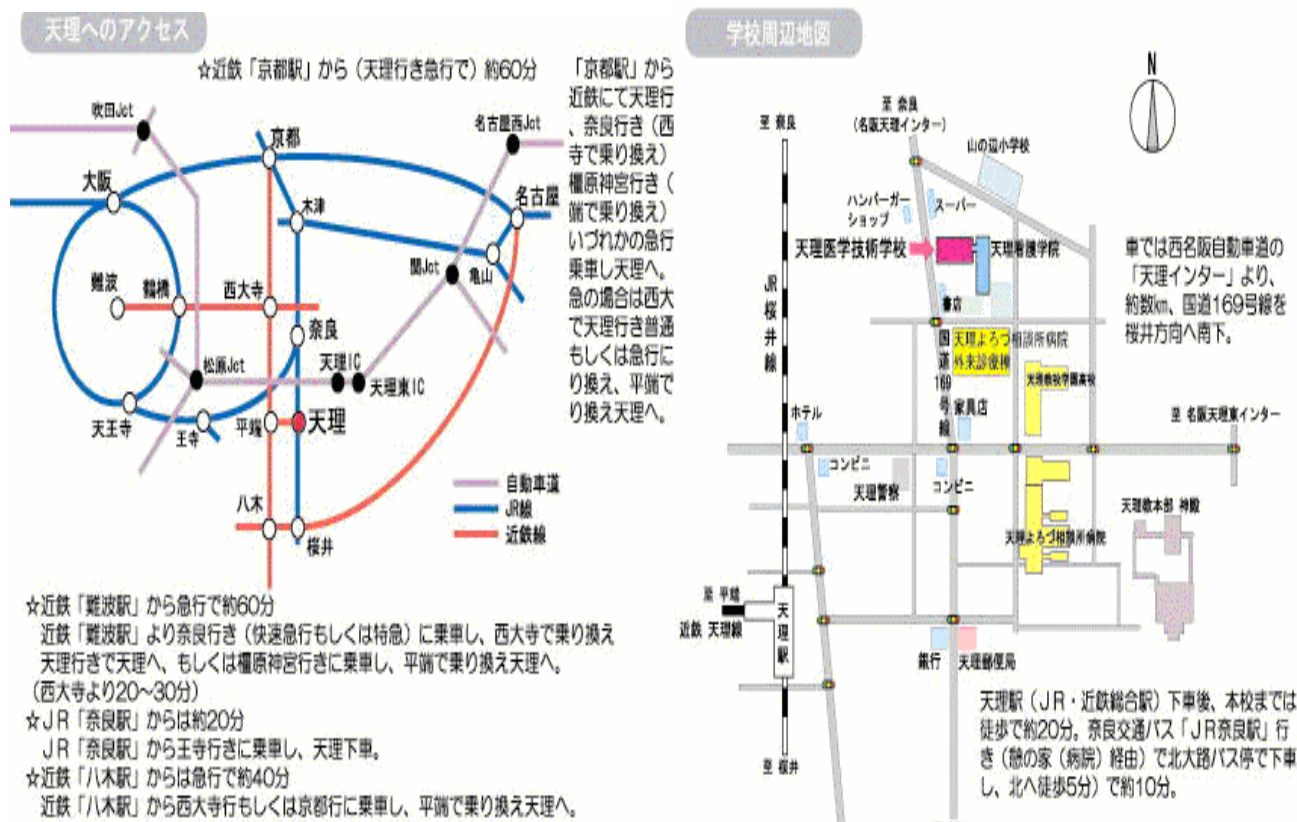 天理へのアクセス
☆近鉄「京都駅」から（天理行き急行で）約60分
「京都駅」から
近鉄にて天理行
、奈良行き（西
寺で乗り換え）
橿原神宮行き（
端で乗り換え）
いづれかの急行
乗車し天理へ。
急の場合は西大
で天理行き普通
もしくは急行に
り換え、平端で
り換え天理へ。
吹田Jct
京都
名古屋西Jct
大阪
木津
名古屋
関Jct
亀山
難波
鶴橋
西大寺
奈良
松原Jct
天理IC
天理東IC
天王寺
王寺
平端
天理
八木
桜井
自動車道
JR線
近鉄線
☆近鉄「難波駅」から急行で約60分
近鉄「難波駅」より奈良行き（快速急行もしくは特急）に乗車し、西大寺で乗り換え
天理行きで天理へ、もしくは橿原神宮行きに乗車し、平端で乗り換え天理へ。
（西大寺より20～30分）
☆JR「奈良駅」からは約20分
JR「奈良駅」から王寺行きに乗車し、天理下車。
☆近鉄「八木駅」からは急行で約40分
近鉄「八木駅」から西大寺行もしくは京都行に乗車し、平端で乗り換え天理へ。
学校周辺地図
N
至 奈良
至 奈良
（名阪天理インター）
山の辺小学校
ハンバーガー
ショップ
スーパー
天理医学技術学校
天理看護学院
車では西名阪自動車道の
「天理インター」より、
約数km、国道169号線を
桜井方向へ南下。
JR桜井線
書店
国道169号線
天理よろづ相談所病院
外来診療棟
天理教校学園高校
家具店
ホテル
至 名阪天理東インター
コンビニ
天理警察
コンビニ
天理教本部 神殿
天理よろづ相談所病院
至 平端
近鉄 天理線
天理駅
銀行
天理郵便局
至 桜井
天理駅（JR・近鉄総合駅）下車後、本校までは
徒歩で約20分。奈良交通バス「JR奈良駅」行
き（憩の家（病院）経由）で北大路バス停で下車
し、北へ徒歩5分）で約10分。